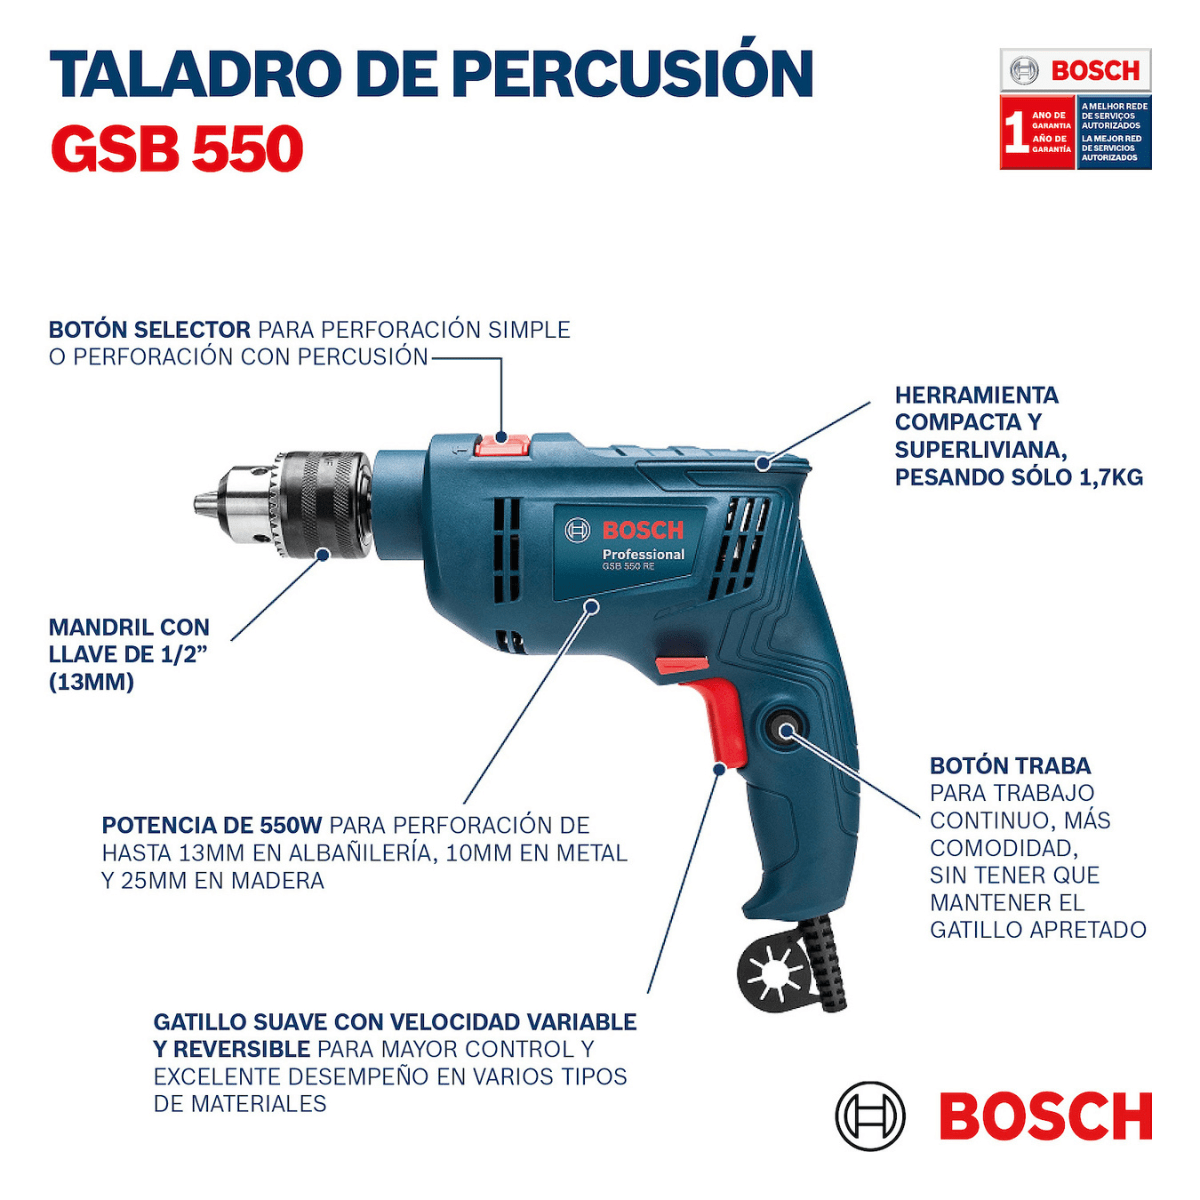 TALADRO DE PERCUSIÓN
GSB 550
BOSCH
1
ANO DE
GARANTIA
AÑO DE
GARANTÍA
A MELHOR REDE
DE SERVIÇOS
AUTORIZADOS
LA MEJOR RED
DE SERVICIOS
AUTORIZADOS
BOTÓN SELECTOR PARA PERFORACIÓN SIMPLE
O PERFORACIÓN CON PERCUSIÓN
HERRAMIENTA
COMPACTA Y
SUPERLIVIANA,
PESANDO SÓLO 1,7KG
BOSCH
Professional
GSB 550 RE
MANDRIL CON
LLAVE DE 1/2”
(13MM)
BOTÓN TRABA
PARA TRABAJO
CONTINUO, MÁS
COMODIDAD,
SIN TENER QUE
MANTENER EL
GATILLO APRETADO
POTENCIA DE 550W PARA PERFORACIÓN DE
HASTA 13MM EN ALBAÑILERÍA, 10MM EN METAL
Y 25MM EN MADERA
GATILLO SUAVE CON VELOCIDAD VARIABLE
Y REVERSIBLE PARA MAYOR CONTROL Y
EXCELENTE DESEMPEÑO EN VARIOS TIPOS
DE MATERIALES
BOSCH